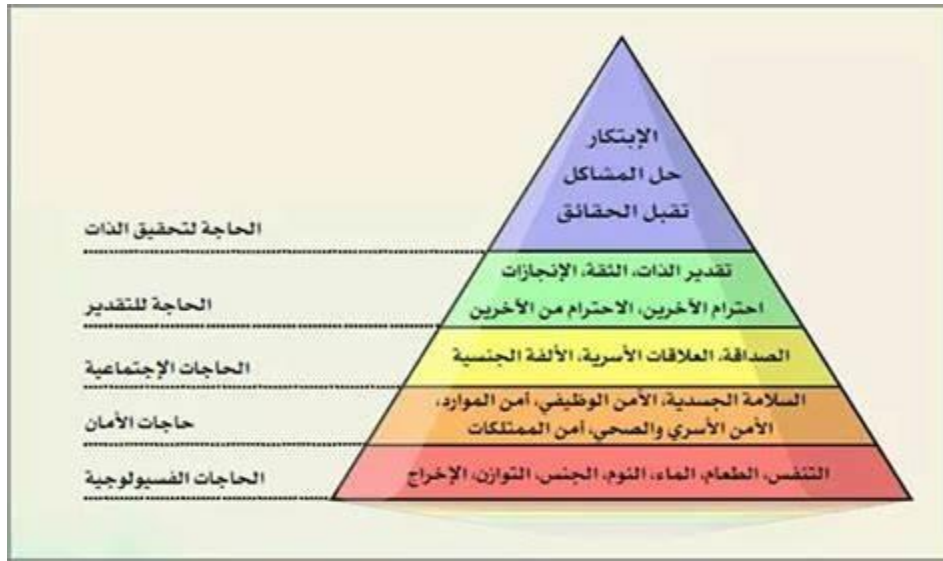 الإبتكار
حل المشاكل
تقبل الحقائق
الحاجة لتحقيق الذات
تقدير الذات، الثقة، الإنجازات
احترام الأخرين، الاحترام من الأخرين
الحاجة للتقدير
الصداقة، العلاقات الأسرية، الألفة الجنسية
الحاجات الإجتماعية
السلامة الجسدية، الأمن الوظيفي، أمن الموارد،
الأمن الأسري والصحي، أمن الممتلكات
حاجات الأمان
التنفس، الطعام، الماء، النوم، الجنس، التوازن، الإخراج
الحاجات الفسيولوجية